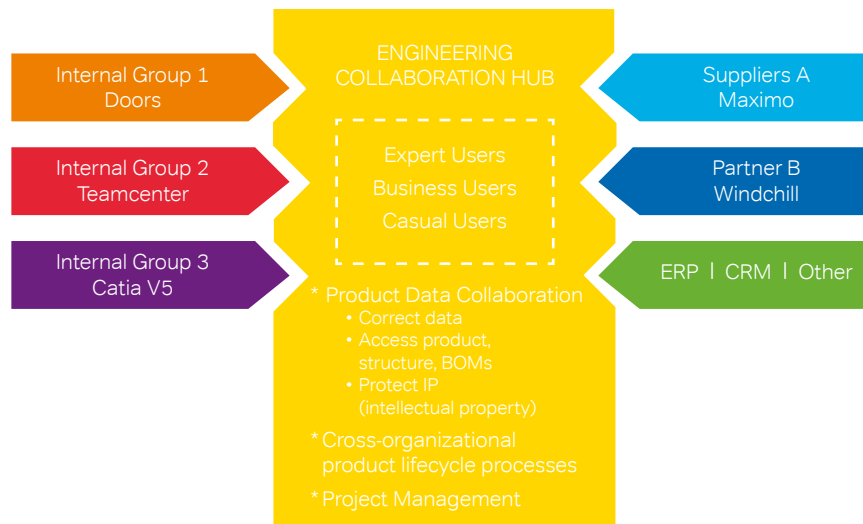 Internal Group 1
Doors
Internal Group 2
Teamcenter
Internal Group 3
Catia V5
ENGINEERING
COLLABORATION HUB
Expert Users
Business Users
Casual Users
* Product Data Collaboration
• Correct data
• Access product,
structure, BOMs
• Protect IP
(intellectual property)
* Cross-organizational
product lifecycle processes
* Project Management
Suppliers A
Maximo
Partner B
Windchill
ERP | CRM | Other